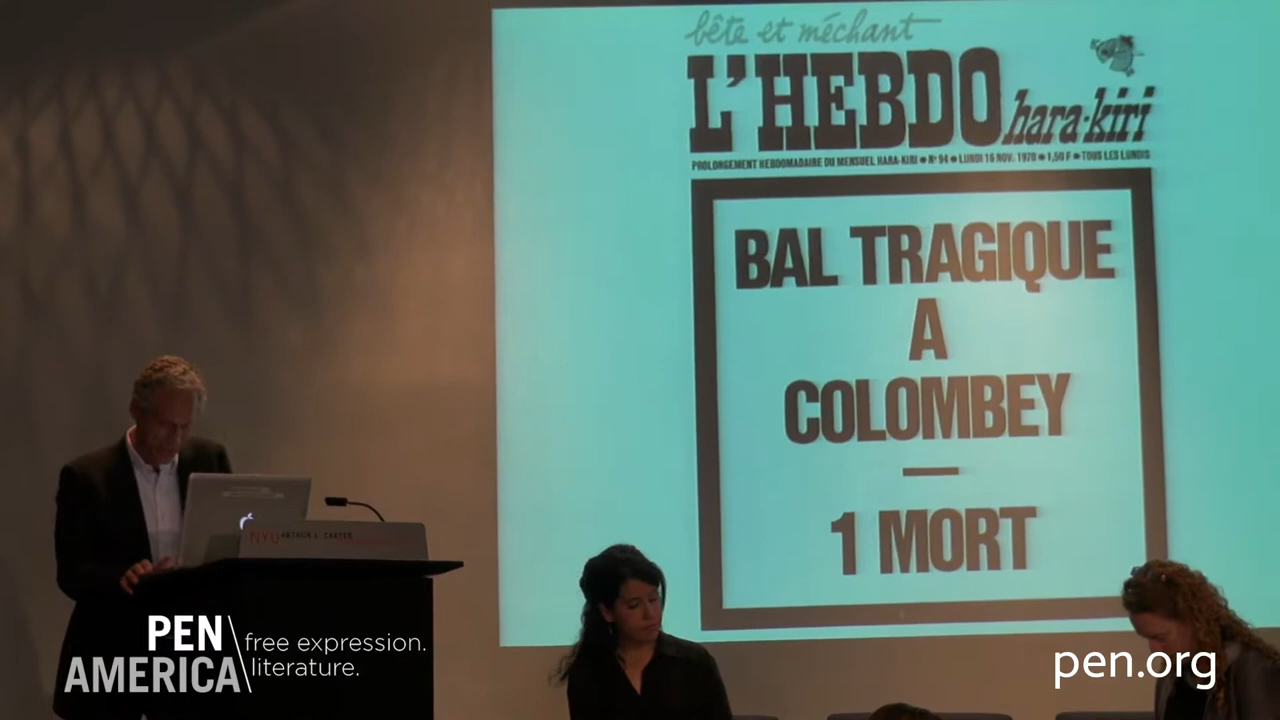 bête et méchant
L'HEBDO hara-kiri
PROLONGEMENT HEBDOMADAIRE DU MENSUEL HARA-KIRI ● Nº 94 ● LUNDI 16 NOV. 1970 ● 1,50 F ● TOUS LES LUNDIS
BAL TRAGIQUE
A
COLOMBEY
—
1 MORT
NYU ARTHUR L. CARTER
PEN AMERICA
free expression.
literature.
pen.org